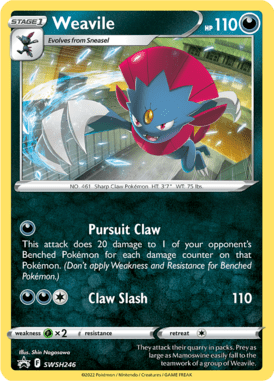 STAGE 1
Weavile
HP 110
Evolves from Sneasel
NO. 461 Sharp Claw Pokémon HT: 3'7" WT: 75 lbs.
Pursuit Claw
This attack does 20 damage to 1 of your opponent's
Benched Pokémon for each damage counter on that
Pokémon. (Don't apply Weakness and Resistance for Benched
Pokémon.)
Claw Slash 110
weakness ×2 resistance retreat
Illus. Shin Nagasawa
SWSH246
They attack their quarry in packs. Prey as
large as Mamoswine easily fall to the
teamwork of a group of Weavile.
©2022 Pokémon / Nintendo / Creatures / GAME FREAK